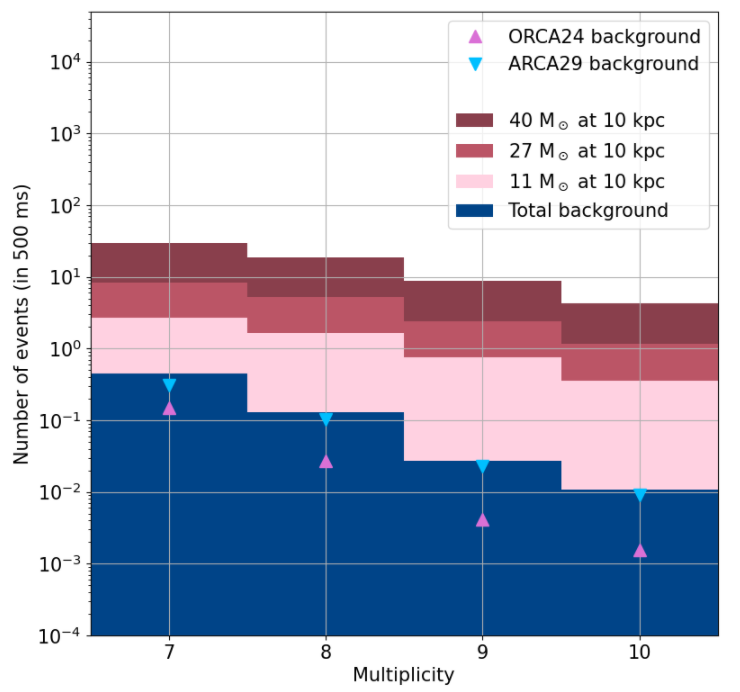 ORCA24 background
ARCA29 background
40 M⊙ at 10 kpc
27 M⊙ at 10 kpc
11 M⊙ at 10 kpc
Total background
Number of events (in 500 ms)
10⁴
10³
10²
10¹
10⁰
10⁻¹
10⁻²
10⁻³
10⁻⁴
7 8 9 10
Multiplicity